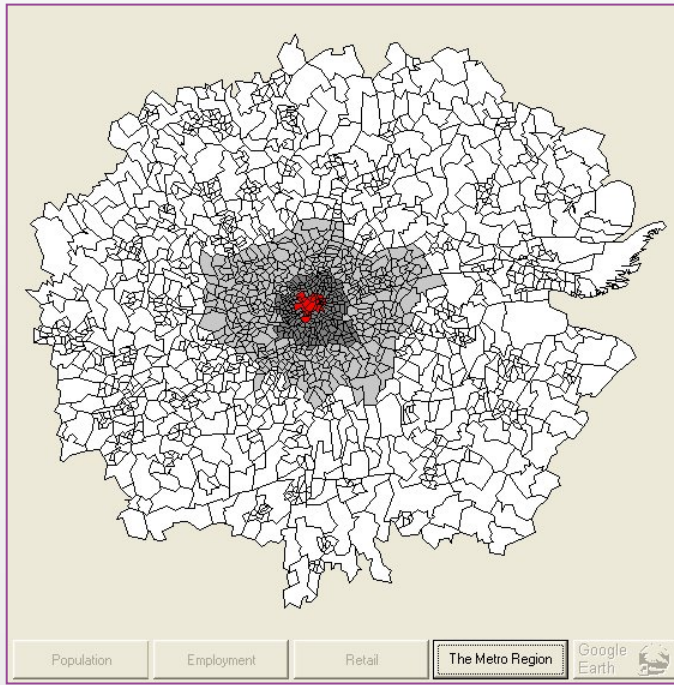 Population
Employment
Retail
The Metro Region
Google
Earth